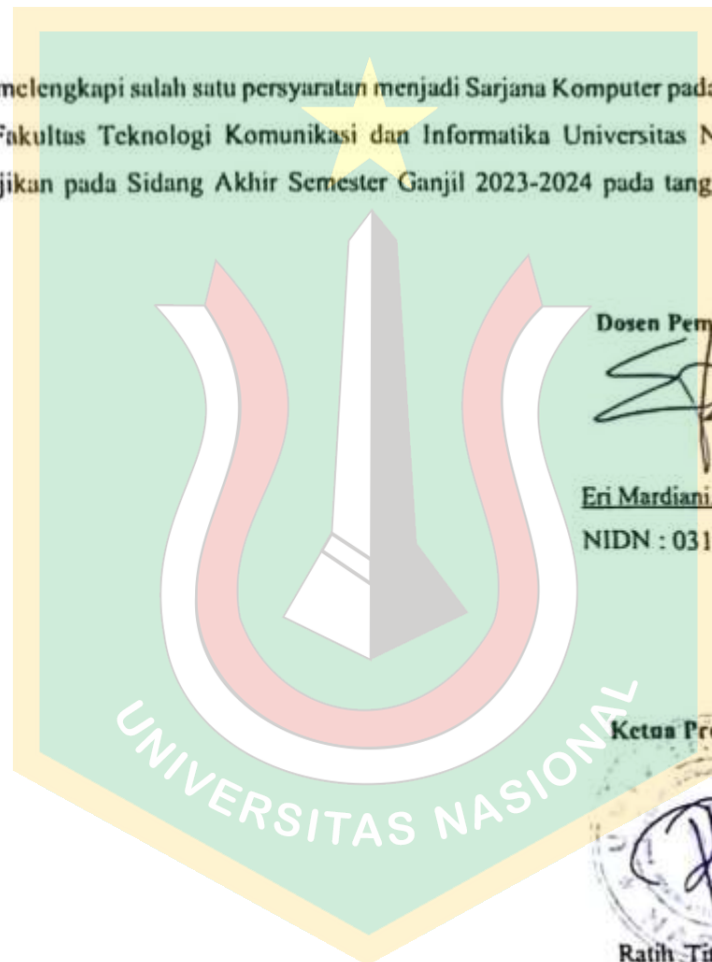 melengkapi salah satu persyaratan menjadi Sarjana Komputer pada
Fakultas Teknologi Komunikasi dan Informatika Universitas N
jikan pada Sidang Akhir Semester Ganjil 2023-2024 pada tang
Dosen Pem
Eri Mardiani
NIDN : 031
Ketua Pr
UNIVERSITAS NASIONAL
Ratih Tit